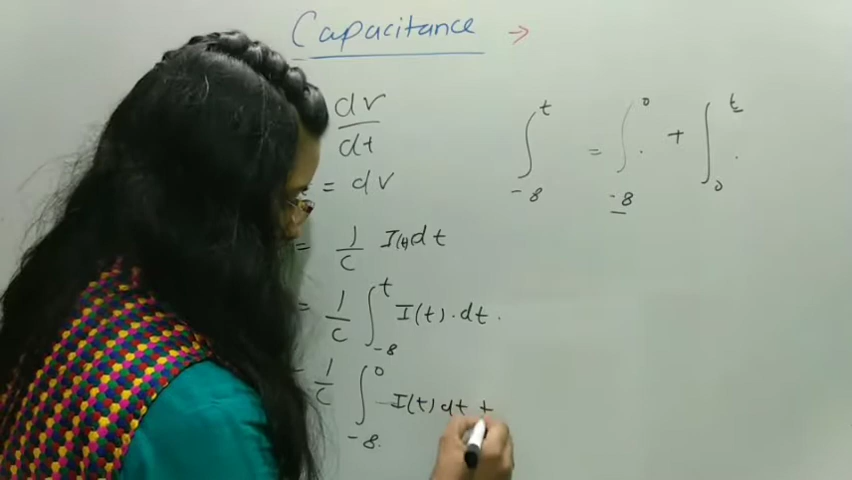 Capacitance →
dv/dt
= dv
= 1/C I(t) dt
= 1/C ∫_{-8}^{t} I(t).dt.
= 1/C ∫_{-8}^{0} I(t) dt +
∫_{-8}^{t} = ∫_{-8}^{0} . + ∫_{0}^{t} .